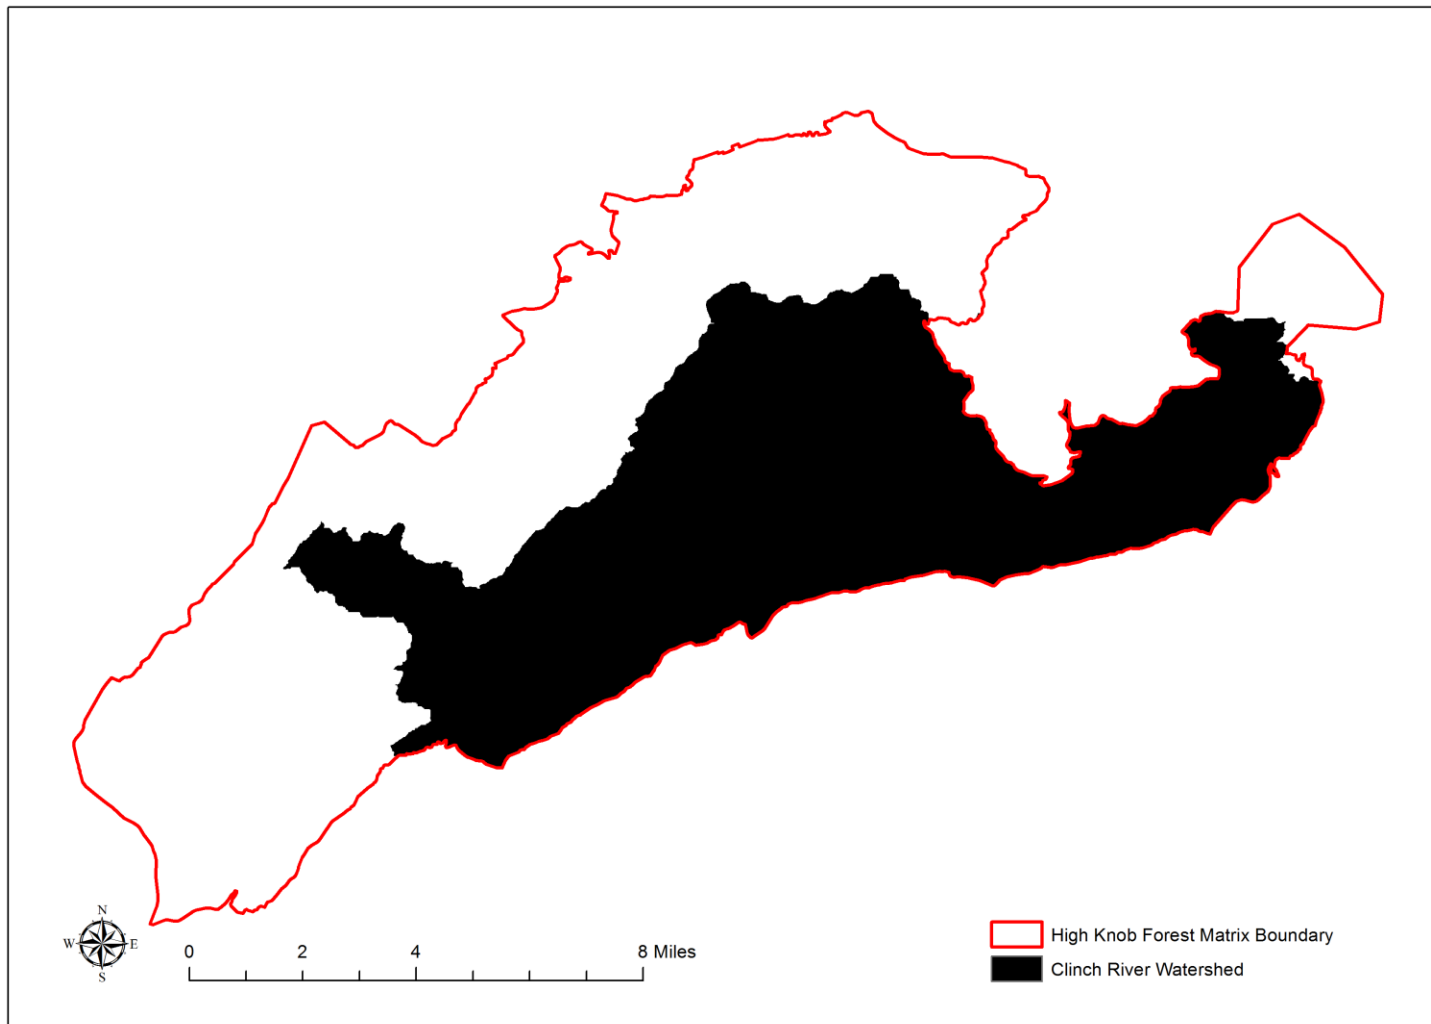 N
W E
S
0 2 4 8 Miles
High Knob Forest Matrix Boundary
Clinch River Watershed